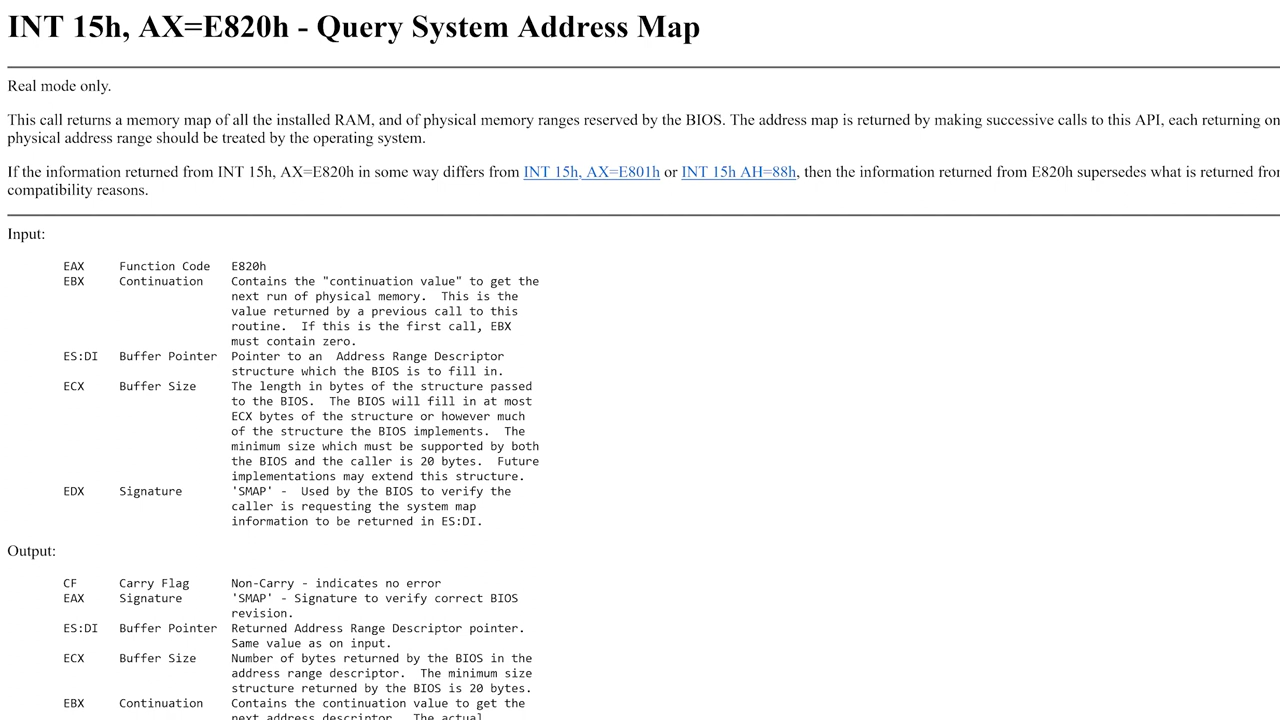 INT 15h, AX=E820h - Query System Address Map
Real mode only.
This call returns a memory map of all the installed RAM, and of physical memory ranges reserved by the BIOS. The address map is returned by making successive calls to this API, each returning on
physical address range should be treated by the operating system.
If the information returned from INT 15h, AX=E820h in some way differs from INT 15h, AX=E801h or INT 15h AH=88h, then the information returned from E820h supersedes what is returned from
compatibility reasons.
Input:
EAX Function Code E820h
EBX Continuation Contains the "continuation value" to get the
next run of physical memory. This is the
value returned by a previous call to this
routine. If this is the first call, EBX
must contain zero.
ES:DI Buffer Pointer Pointer to an Address Range Descriptor
structure which the BIOS is to fill in.
ECX Buffer Size The length in bytes of the structure passed
to the BIOS. The BIOS will fill in at most
ECX bytes of the structure or however much
of the structure the BIOS implements. The
minimum size which must be supported by both
the BIOS and the caller is 20 bytes. Future
implementations may extend this structure.
EDX Signature 'SMAP' - Used by the BIOS to verify the
caller is requesting the system map
information to be returned in ES:DI.
Output:
CF Carry Flag Non-Carry - indicates no error
EAX Signature 'SMAP' - Signature to verify correct BIOS
revision.
ES:DI Buffer Pointer Returned Address Range Descriptor pointer.
Same value as on input.
ECX Buffer Size Number of bytes returned by the BIOS in the
address range descriptor. The minimum size
structure returned by the BIOS is 20 bytes.
EBX Continuation Contains the continuation value to get the
next address descriptor. The actual